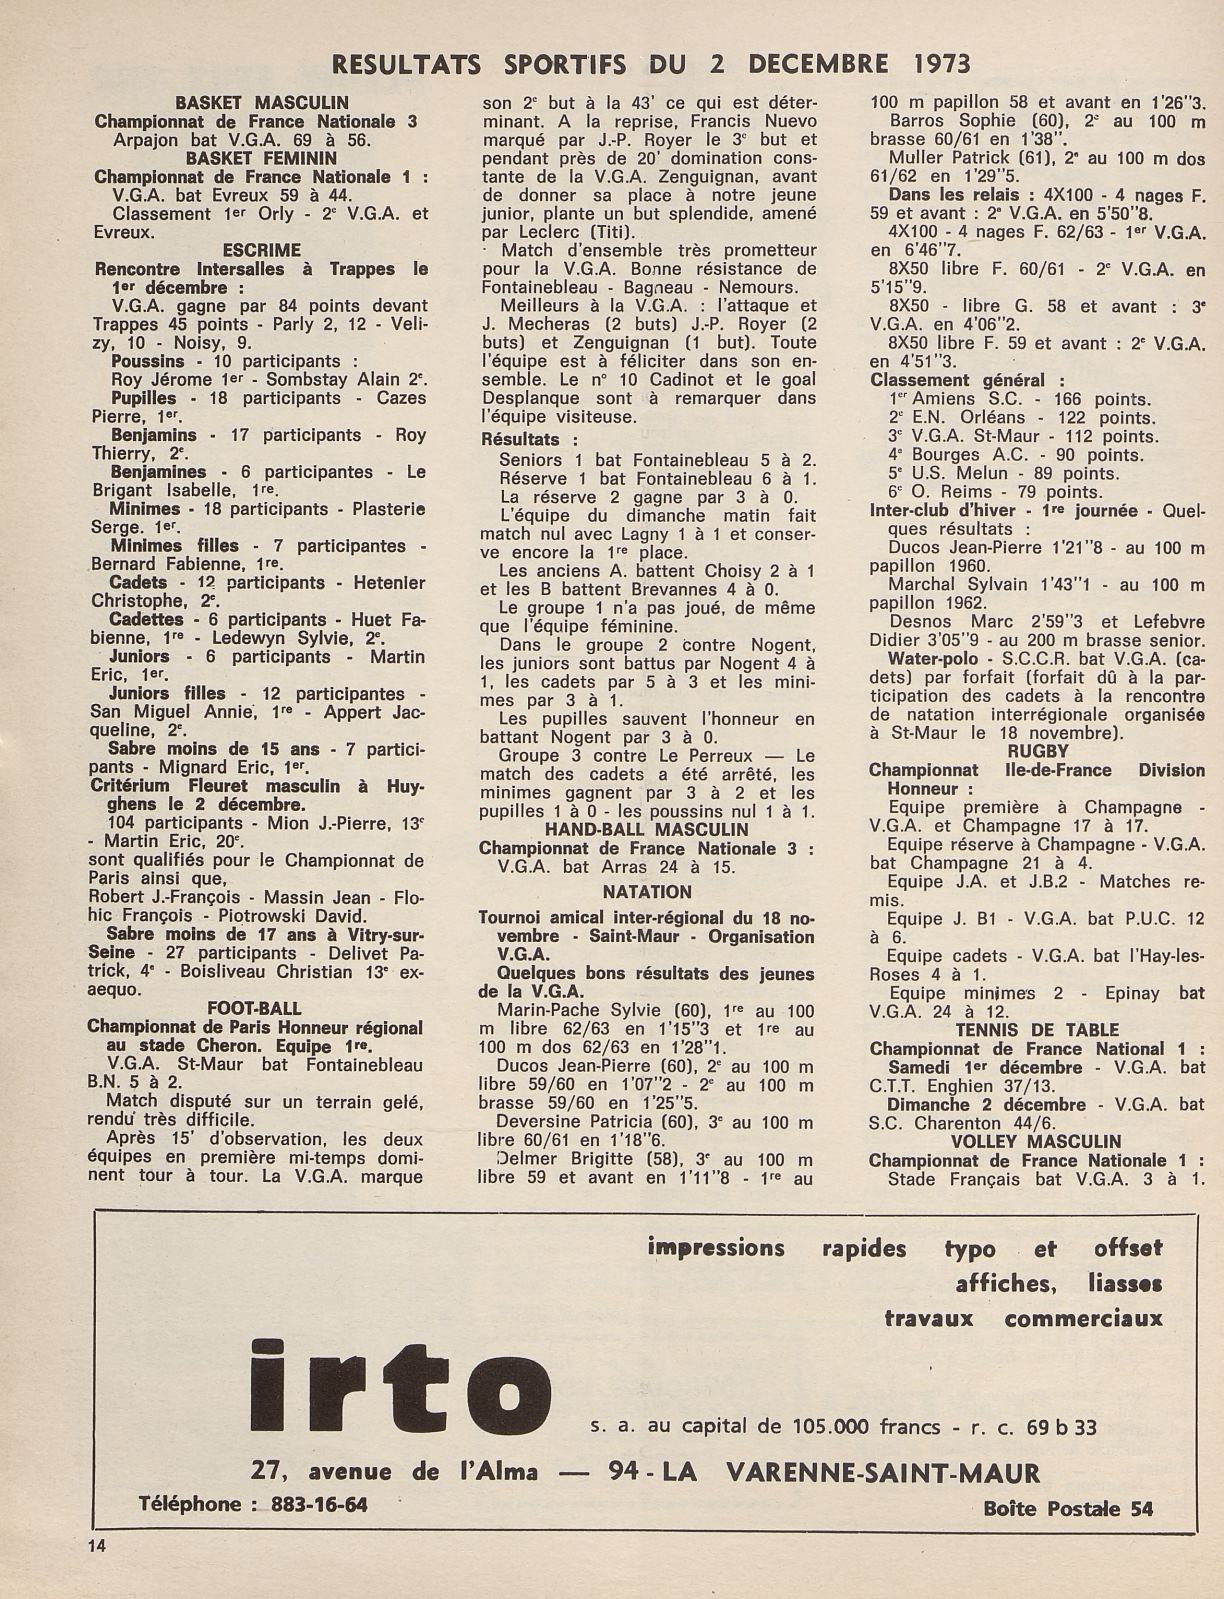 RESULTATS SPORTIFS DU 2 DECEMBRE 1973
BASKET MASCULIN
Championnat de France Nationale 3
Arpajon bat V.G.A. 69 à 56.
BASKET FEMININ
Championnat de France Nationale 1 :
V.G.A. bat Evreux 59 à 44.
Classement 1er Orly - 2e V.G.A. et
Evreux.
ESCRIME
Rencontre Intersalles à Trappes le
1er décembre :
V.G.A. gagne par 84 points devant
Trappes 45 points - Parly 2, 12 - Veli-
zy, 10 - Noisy, 9.
Poussins - 10 participants :
Roy Jérome 1er - Sombstay Alain 2e.
Pupilles - 18 participants - Cazes
Pierre, 1er.
Benjamins - 17 participants - Roy
Thierry, 2e.
Benjamines - 6 participantes - Le
Brigant Isabelle, 1re.
Minimes - 18 participants - Plasterie
Serge. 1er.
Minimes filles - 7 participantes -
Bernard Fabienne, 1re.
Cadets - 12 participants - Hetenler
Christophe, 2e.
Cadettes - 6 participants - Huet Fa-
bienne, 1re - Ledewyn Sylvie, 2e.
Juniors - 6 participants - Martin
Eric, 1er.
Juniors filles - 12 participantes -
San Miguel Annie, 1re - Appert Jac-
queline, 2e.
Sabre moins de 15 ans - 7 partici-
pants - Mignard Eric, 1er.
Critérium Fleuret masculin à Huy-
ghens le 2 décembre.
104 participants - Mion J.-Pierre, 13e
- Martin Eric, 20e.
sont qualifiés pour le Championnat de
Paris ainsi que,
Robert J.-François - Massin Jean - Flo-
hic François - Piotrowski David.
Sabre moins de 17 ans à Vitry-sur-
Seine - 27 participants - Delivet Pa-
trick, 4e - Boisliveau Christian 13e ex-
aequo.
FOOT-BALL
Championnat de Paris Honneur régional
au stade Cheron. Equipe 1re.
V.G.A. St-Maur bat Fontainebleau
B.N. 5 à 2.
Match disputé sur un terrain gelé,
rendu très difficile.
Après 15' d'observation, les deux
équipes en première mi-temps domi-
nent tour à tour. La V.G.A. marque
son 2e but à la 43' ce qui est déter-
minant. A la reprise, Francis Nuevo
marqué par J.-P. Royer le 3e but et
pendant près de 20' domination cons-
tante de la V.G.A. Zenguignan, avant
de donner sa place à notre jeune
junior, plante un but splendide, amené
par Leclerc (Titi).
Match d'ensemble très prometteur
pour la V.G.A. Bonne résistance de
Fontainebleau - Bagneau - Nemours.
Meilleurs à la V.G.A. : l'attaque et
J. Mecheras (2 buts) J.-P. Royer (2
buts) et Zenguignan (1 but). Toute
l'équipe est à féliciter dans son en-
semble. Le n° 10 Cadinot et le goal
Desplanque sont à remarquer dans
l'équipe visiteuse.
Résultats :
Seniors 1 bat Fontainebleau 5 à 2.
Réserve 1 bat Fontainebleau 6 à 1.
La réserve 2 gagne par 3 à 0.
L'équipe du dimanche matin fait
match nul avec Lagny 1 à 1 et conser-
ve encore la 1re place.
Les anciens A. battent Choisy 2 à 1
et les B battent Brevannes 4 à 0.
Le groupe 1 n'a pas joué, de même
que l'équipe féminine.
Dans le groupe 2 contre Nogent,
les juniors sont battus par Nogent 4 à
1, les cadets par 5 à 3 et les mini-
mes par 3 à 1.
Les pupilles sauvent l'honneur en
battant Nogent par 3 à 0.
Groupe 3 contre Le Perreux — Le
match des cadets a été arrêté, les
minimes gagnent par 3 à 2 et les
pupilles 1 à 0 - les poussins nul 1 à 1.
HAND-BALL MASCULIN
Championnat de France Nationale 3 :
V.G.A. bat Arras 24 à 15.
NATATION
Tournoi amical inter-régional du 18 no-
vembre - Saint-Maur - Organisation
V.G.A.
Quelques bons résultats des jeunes
de la V.G.A.
Marin-Pache Sylvie (60), 1re au 100
m libre 62/63 en 1'15''3 et 1re au
100 m dos 62/63 en 1'28''1.
Ducos Jean-Pierre (60), 2e au 100 m
libre 59/60 en 1'07''2 - 2e au 100 m
brasse 59/60 en 1'25''5.
Deversine Patricia (60), 3e au 100 m
libre 60/61 en 1'18''6.
Delmer Brigitte (58), 3e au 100 m
libre 59 et avant en 1'11''8 - 1re au
100 m papillon 58 et avant en 1'26''3.
Barros Sophie (60), 2e au 100 m
brasse 60/61 en 1'38''.
Muller Patrick (61), 2e au 100 m dos
61/62 en 1'29''5.
Dans les relais : 4X100 - 4 nages F.
59 et avant : 2e V.G.A. en 5'50''8.
4X100 - 4 nages F. 62/63 - 1er V.G.A.
en 6'46''7.
8X50 libre F. 60/61 - 2e V.G.A. en
5'15''9.
8X50 - libre G. 58 et avant : 3e
V.G.A. en 4'06''2.
8X50 libre F. 59 et avant : 2e V.G.A.
en 4'51''3.
Classement général :
1er Amiens S.C. - 166 points.
2e E.N. Orléans - 122 points.
3e V.G.A. St-Maur - 112 points.
4e Bourges A.C. - 90 points.
5e U.S. Melun - 89 points.
6e O. Reims - 79 points.
Inter-club d'hiver - 1re journée - Quel-
ques résultats :
Ducos Jean-Pierre 1'21''8 - au 100 m
papillon 1960.
Marchal Sylvain 1'43''1 - au 100 m
papillon 1962.
Desnos Marc 2'59''3 et Lefebvre
Didier 3'05''9 - au 200 m brasse senior.
Water-polo - S.C.C.R. bat V.G.A. (ca-
dets) par forfait (forfait dû à la par-
ticipation des cadets à la rencontre
de natation interrégionale organisée
à St-Maur le 18 novembre).
RUGBY
Championnat Ile-de-France Division
Honneur :
Equipe première à Champagne -
V.G.A. et Champagne 17 à 17.
Equipe réserve à Champagne - V.G.A.
bat Champagne 21 à 4.
Equipe J.A. et J.B.2 - Matches re-
mis.
Equipe J. B1 - V.G.A. bat P.U.C. 12
à 6.
Equipe cadets - V.G.A. bat l'Hay-les-
Roses 4 à 1.
Equipe minimes 2 - Epinay bat
V.G.A. 24 à 12.
TENNIS DE TABLE
Championnat de France National 1 :
Samedi 1er décembre - V.G.A. bat
C.T.T. Enghien 37/13.
Dimanche 2 décembre - V.G.A. bat
S.C. Charenton 44/6.
VOLLEY MASCULIN
Championnat de France Nationale 1 :
Stade Français bat V.G.A. 3 à 1.
impressions rapides typo et offset
affiches, liasses
travaux commerciaux
irto
s. a. au capital de 105.000 francs - r. c. 69 b 33
27, avenue de l'Alma — 94 - LA VARENNE-SAINT-MAUR
Téléphone : 883-16-64
Boîte Postale 54
14